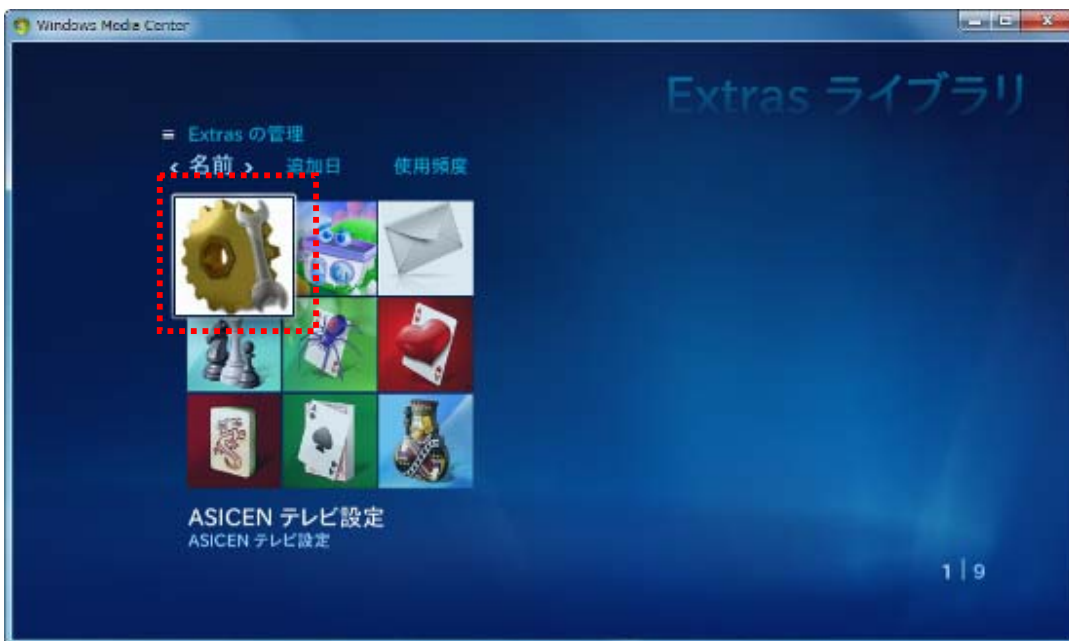 Windows Media Center
Extras ライブラリ
Extras の管理
名前 追加日 使用頻度
ASICEN テレビ設定
ASICEN テレビ設定
1 | 9